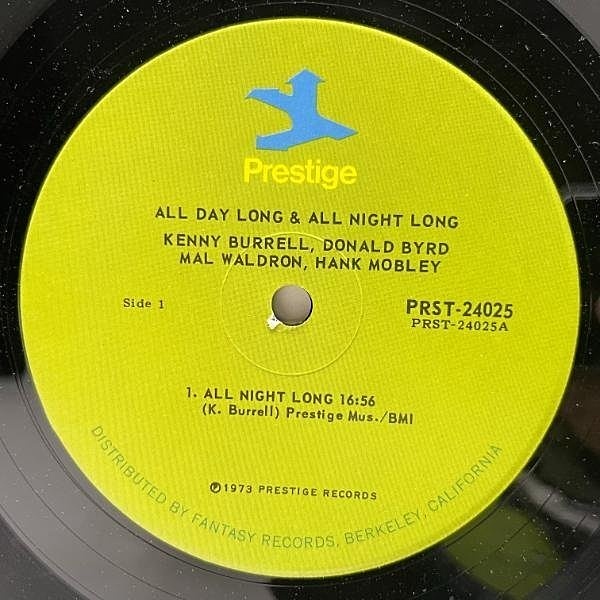 Prestige
ALL DAY LONG & ALL NIGHT LONG
KENNY BURRELL, DONALD BYRD
MAL WALDRON, HANK MOBLEY
Side 1
PRST-24025
PRST-24025A
1. ALL NIGHT LONG 16:56
(K. Burrell) Prestige Mus./BMI
℗1973 PRESTIGE RECORDS
DISTRIBUTED BY FANTASY RECORDS, BERKELEY, CALIFORNIA